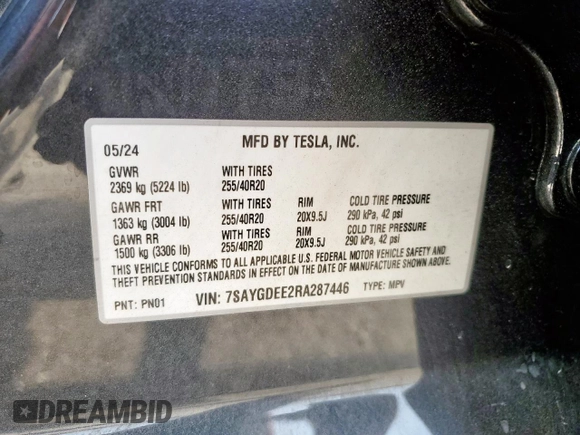 05/24 MFD BY TESLA, INC.
GVWR WITH TIRES
2369 kg (5224 lb) 255/40R20
GAWR FRT WITH TIRES RIM COLD TIRE PRESSURE
1363 kg (3004 lb) 255/40R20 20X9.5J 290 kPa, 42 psi
GAWR RR WITH TIRES RIM COLD TIRE PRESSURE
1500 kg (3306 lb) 255/40R20 20X9.5J 290 kPa, 42 psi
THIS VEHICLE CONFORMS TO ALL APPLICABLE U.S. FEDERAL MOTOR VEHICLE SAFETY AND
THEFT PREVENTION STANDARDS IN EFFECT ON THE DATE OF MANUFACTURE SHOWN ABOVE.
PNT: PN01 VIN: 7SAYGDEE2RA287446 TYPE: MPV
DREAMBID